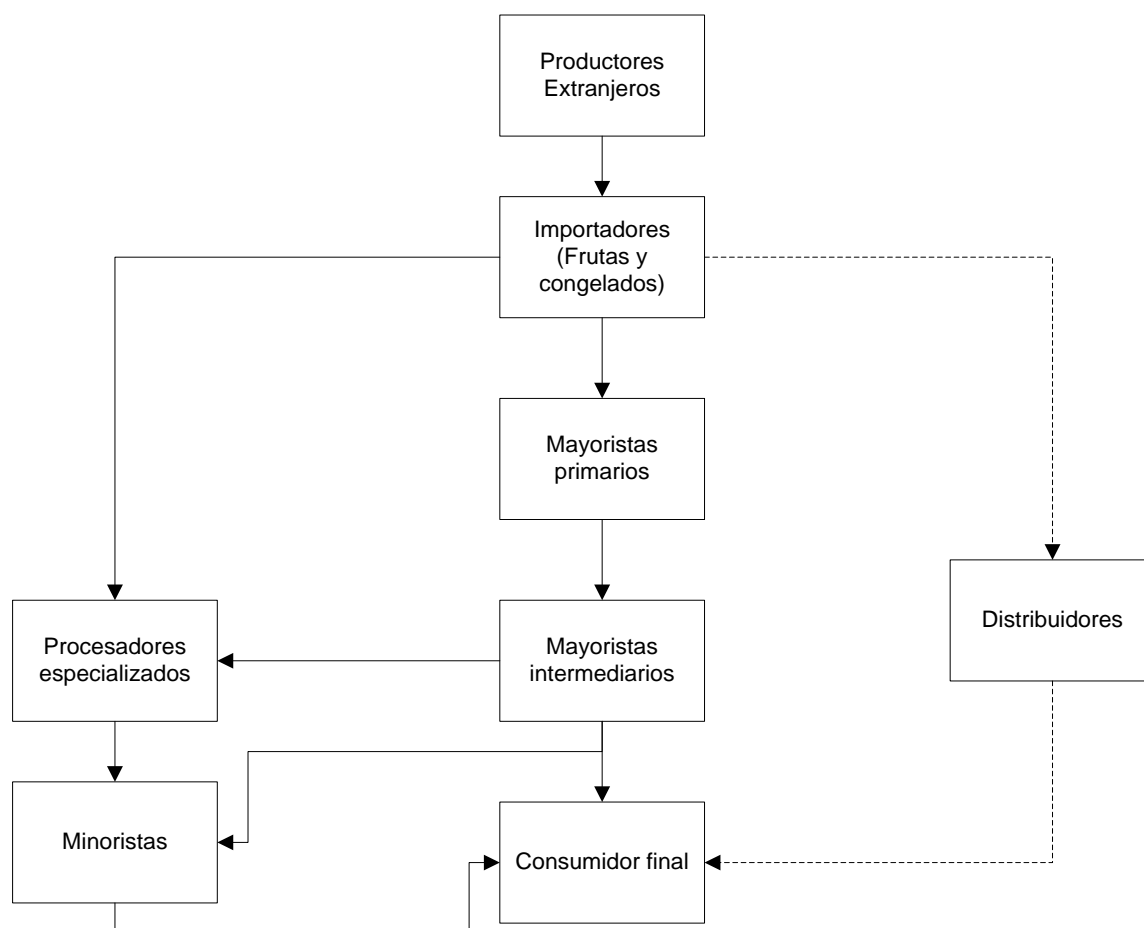 Productores
Extranjeros
Importadores
(Frutas y
congelados)
Mayoristas
primarios
Distribuidores
Procesadores
especializados
Mayoristas
intermediarios
Minoristas
Consumidor final